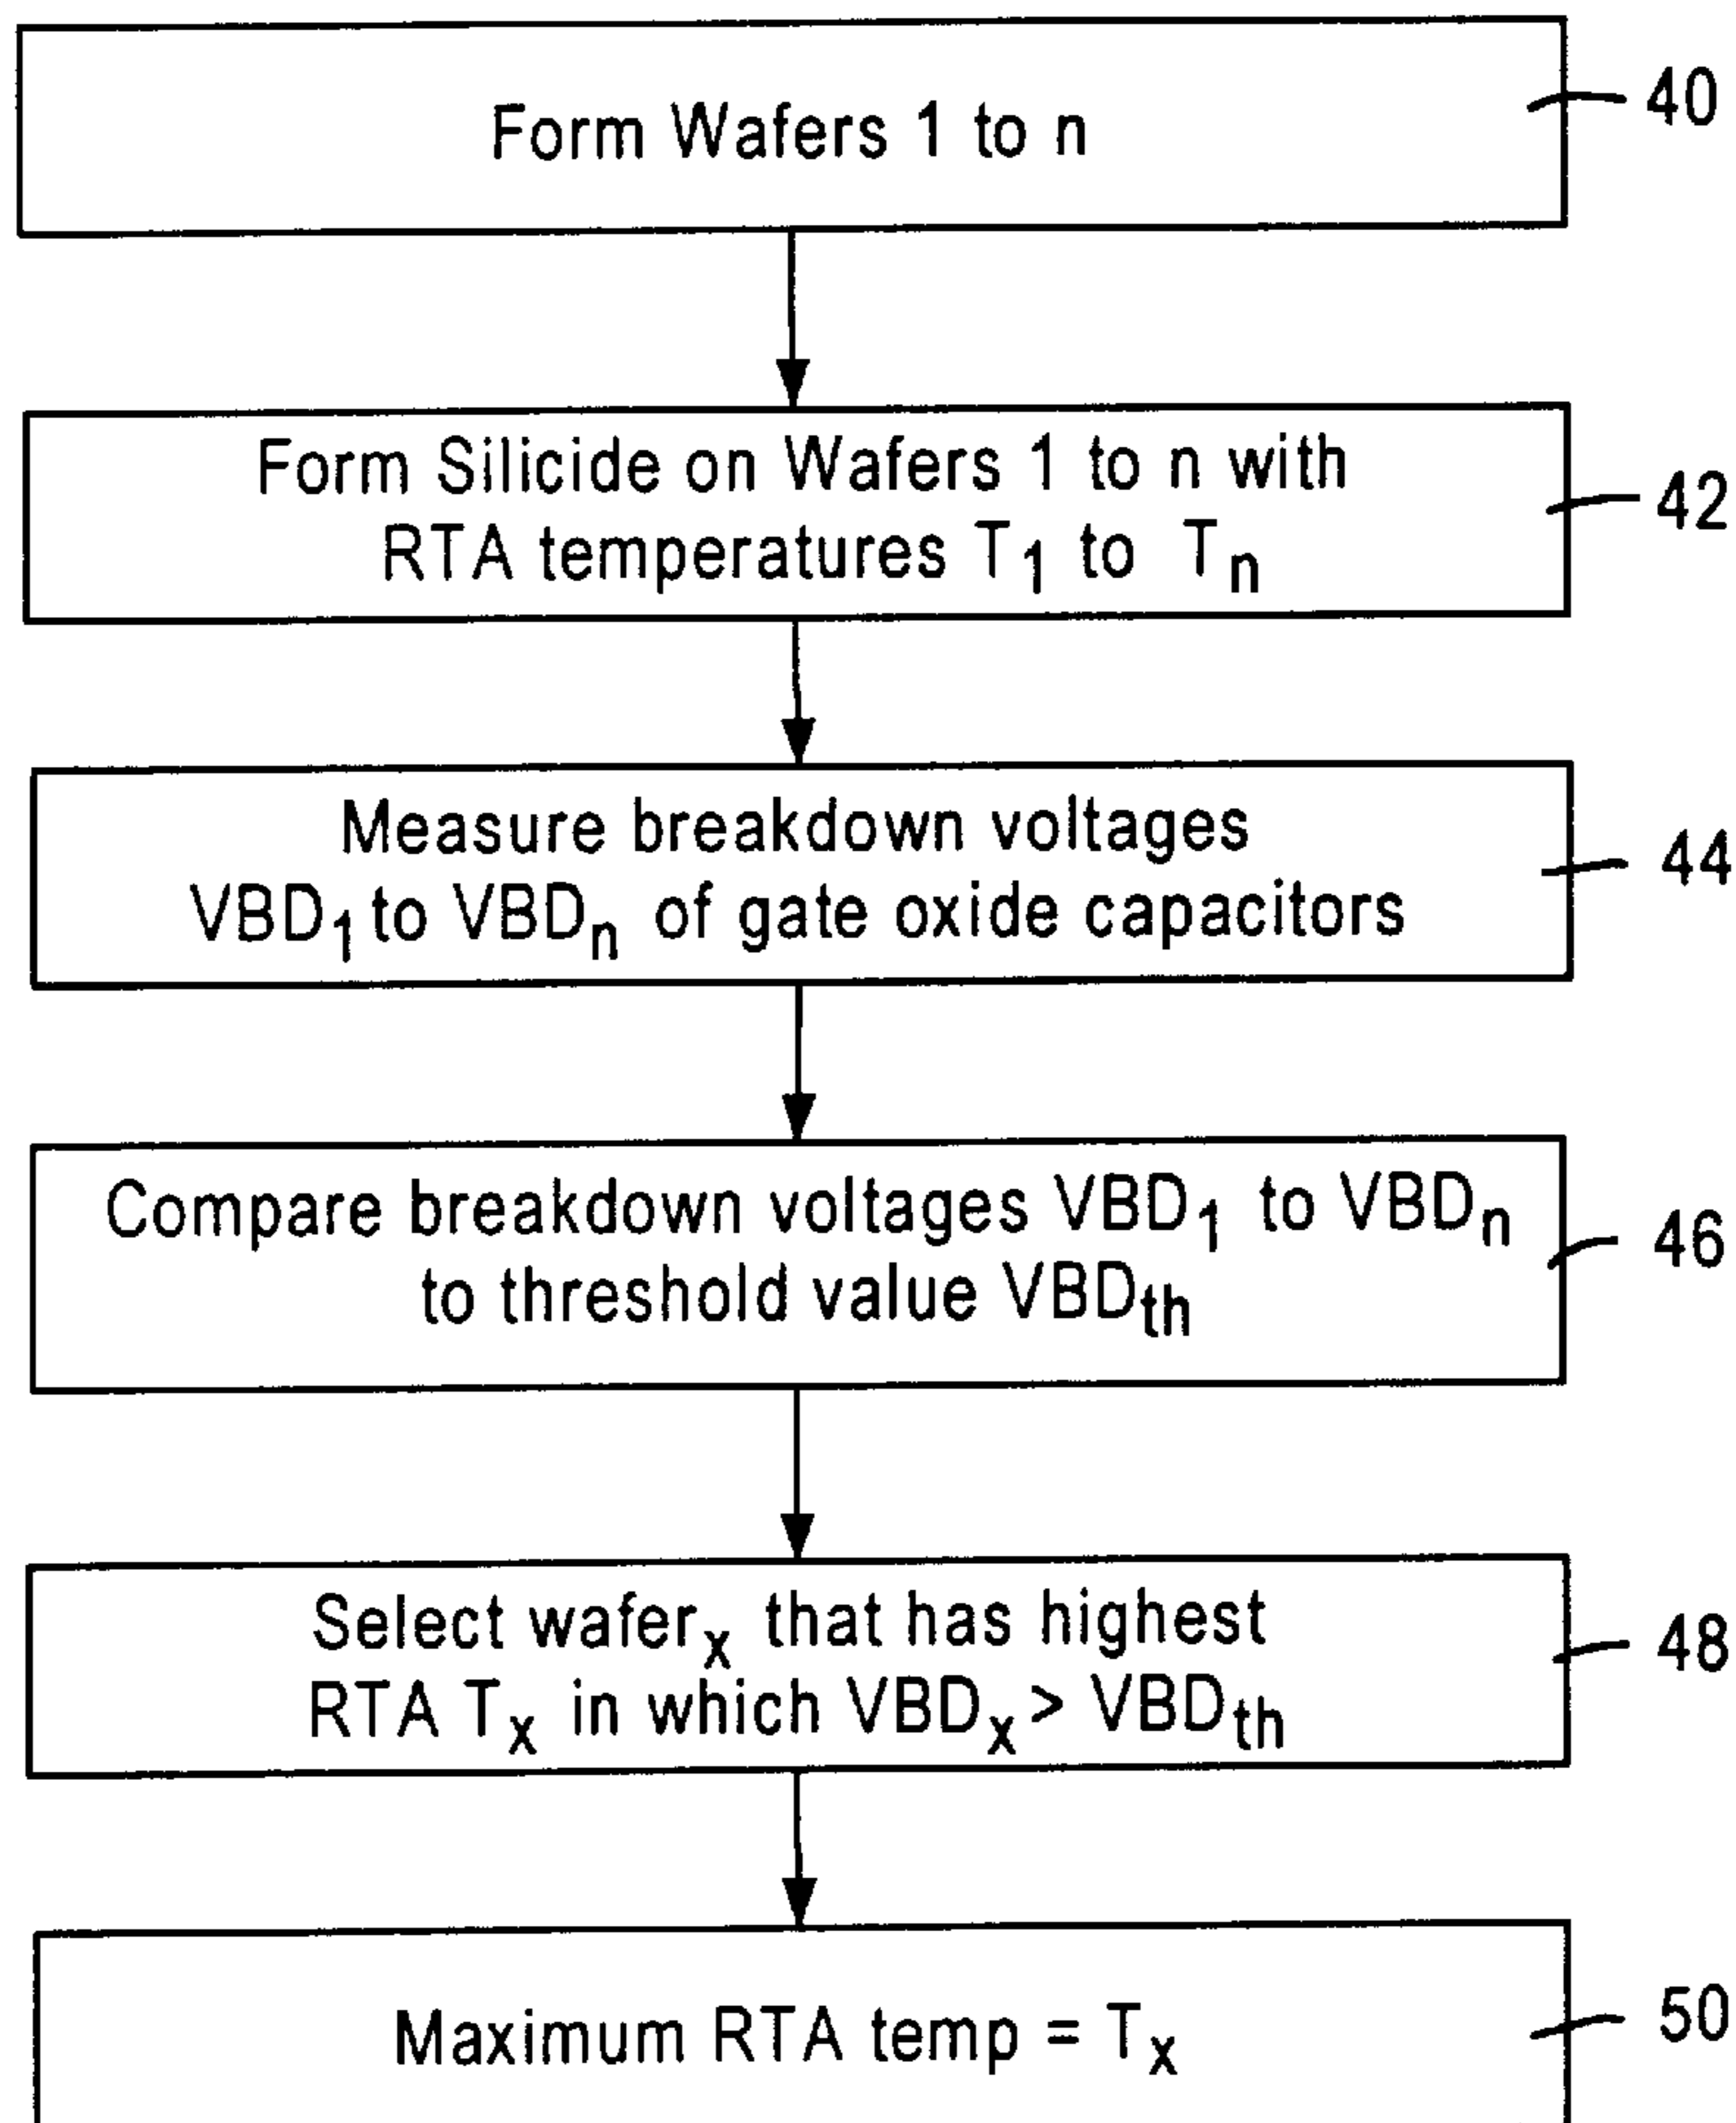 Form Wafers 1 to n
40
Form Silicide on Wafers 1 to n with
RTA temperatures T1 to Tn
42
Measure breakdown voltages
VBD1 to VBDn of gate oxide capacitors
44
Compare breakdown voltages VBD1 to VBDn
to threshold value VBDth
46
Select waferx that has highest
RTA Tx in which VBDx > VBDth
48
Maximum RTA temp = Tx
50